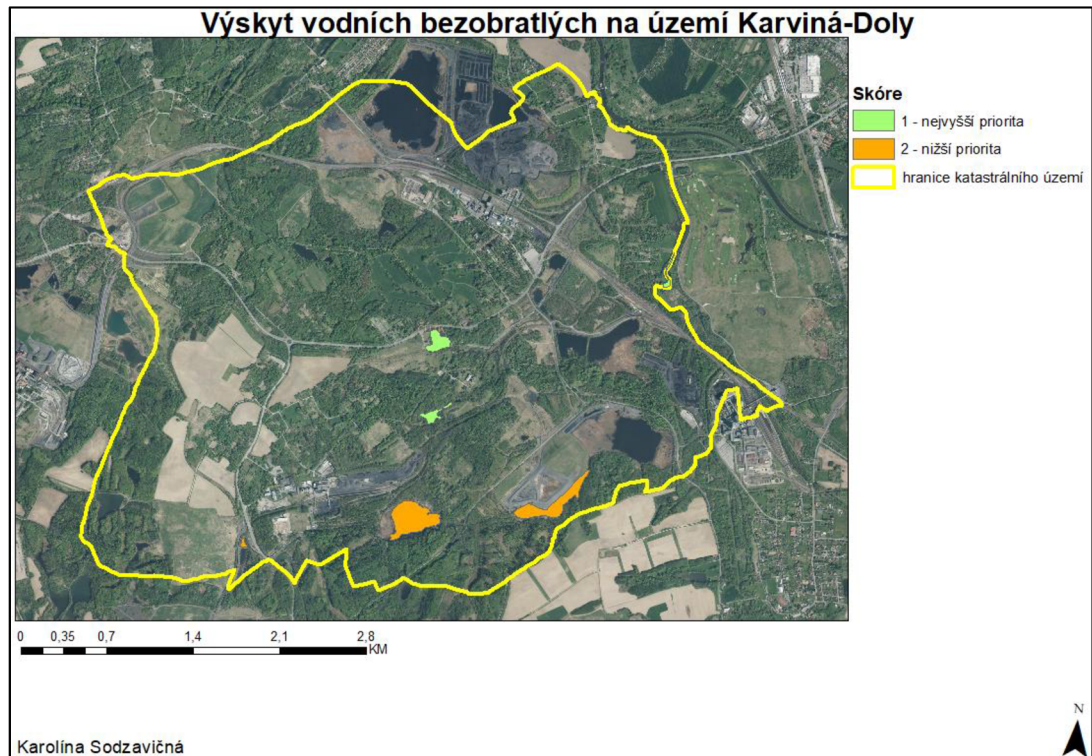 Výskyt vodních bezobratlých na území Karviná-Doly
Skóre
1 - nejvyšší priorita
2 - nižší priorita
hranice katastrálního území
0 0,35 0,7 1,4 2,1 2,8
KM
N
Karolína Sodzavičná